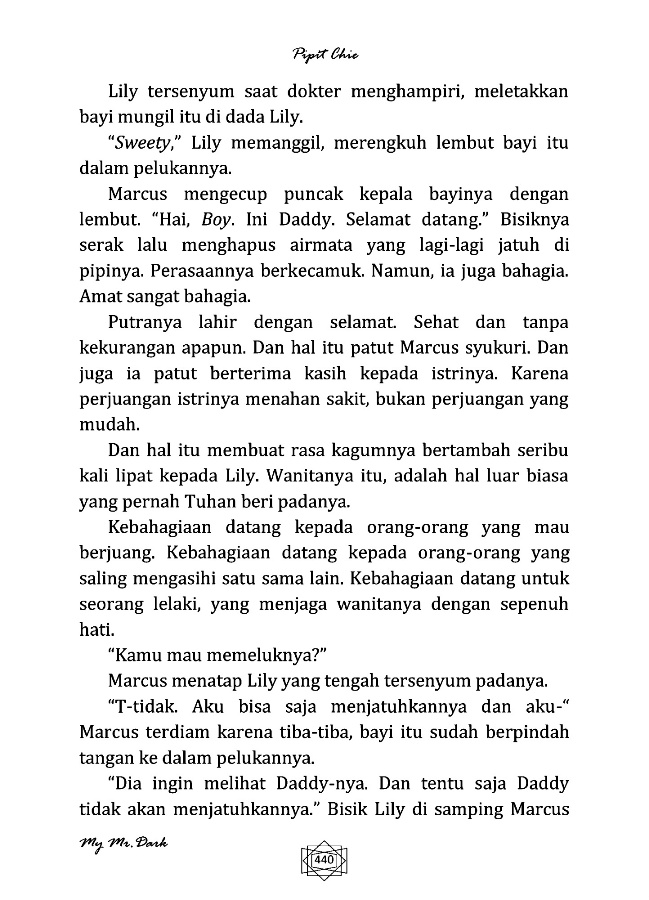 Pipit Chie
Lily tersenyum saat dokter menghampiri, meletakkan
bayi mungil itu di dada Lily.
“Sweety,” Lily memanggil, merengkuh lembut bayi itu
dalam pelukannya.
Marcus mengecup puncak kepala bayinya dengan
lembut. “Hai, Boy. Ini Daddy. Selamat datang.” Bisiknya
serak lalu menghapus airmata yang lagi-lagi jatuh di
pipinya. Perasaannya berkecamuk. Namun, ia juga bahagia.
Amat sangat bahagia.
Putranya lahir dengan selamat. Sehat dan tanpa
kekurangan apapun. Dan hal itu patut Marcus syukuri. Dan
juga ia patut berterima kasih kepada istrinya. Karena
perjuangan istrinya menahan sakit, bukan perjuangan yang
mudah.
Dan hal itu membuat rasa kagumnya bertambah seribu
kali lipat kepada Lily. Wanitanya itu, adalah hal luar biasa
yang pernah Tuhan beri padanya.
Kebahagiaan datang kepada orang-orang yang mau
berjuang. Kebahagiaan datang kepada orang-orang yang
saling mengasihi satu sama lain. Kebahagiaan datang untuk
seorang lelaki, yang menjaga wanitanya dengan sepenuh
hati.
“Kamu mau memeluknya?”
Marcus menatap Lily yang tengah tersenyum padanya.
“T-tidak. Aku bisa saja menjatuhkannya dan aku-“
Marcus terdiam karena tiba-tiba, bayi itu sudah berpindah
tangan ke dalam pelukannya.
“Dia ingin melihat Daddy-nya. Dan tentu saja Daddy
tidak akan menjatuhkannya.” Bisik Lily di samping Marcus
My Mr. Dark
440